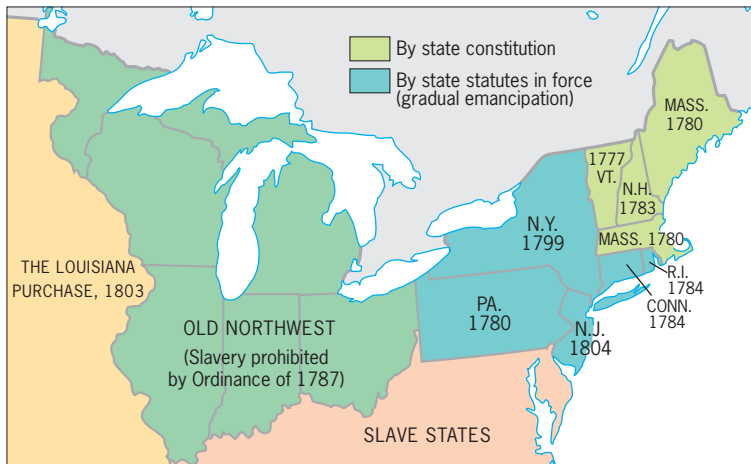 By state constitution
By state statutes in force
(gradual emancipation)
MASS.
1780
1777
VT.
N.H.
1783
MASS. 1780
N.Y.
1799
R.I.
1784
CONN.
1784
PA.
1780
N.J.
1804
THE LOUISIANA
PURCHASE, 1803
OLD NORTHWEST
(Slavery prohibited
by Ordinance of 1787)
SLAVE STATES